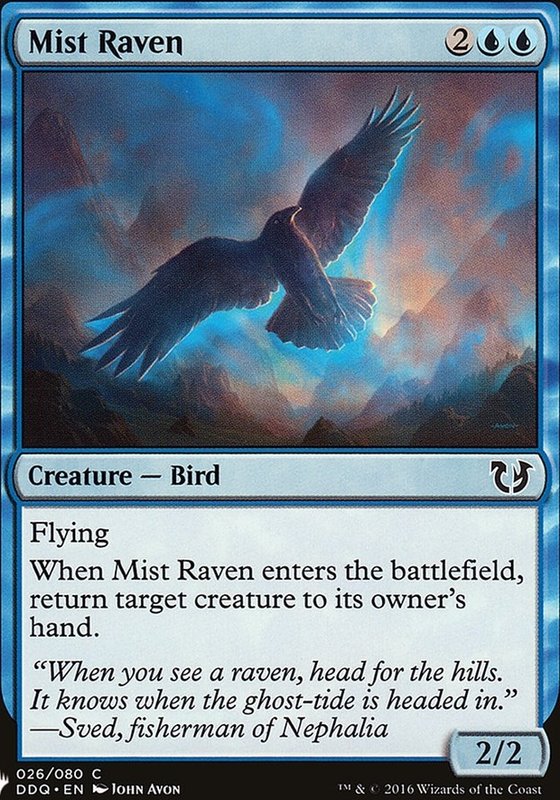 Mist Raven 2
AVON
Creature — Bird
Flying
When Mist Raven enters the battlefield,
return target creature to its owner's
hand.
"When you see a raven, head for the hills.
It knows when the ghost-tide is headed in."
—Sved, fisherman of Nephalia
2/2
026/080 C
DDQ • EN John Avon ™ & © 2016 Wizards of the Coast